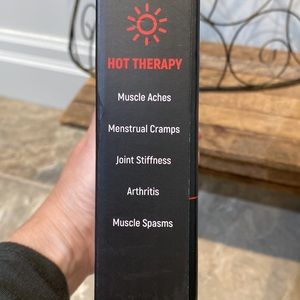 HOT THERAPY
Muscle Aches
Menstrual Cramps
Joint Stiffness
Arthritis
Muscle Spasms